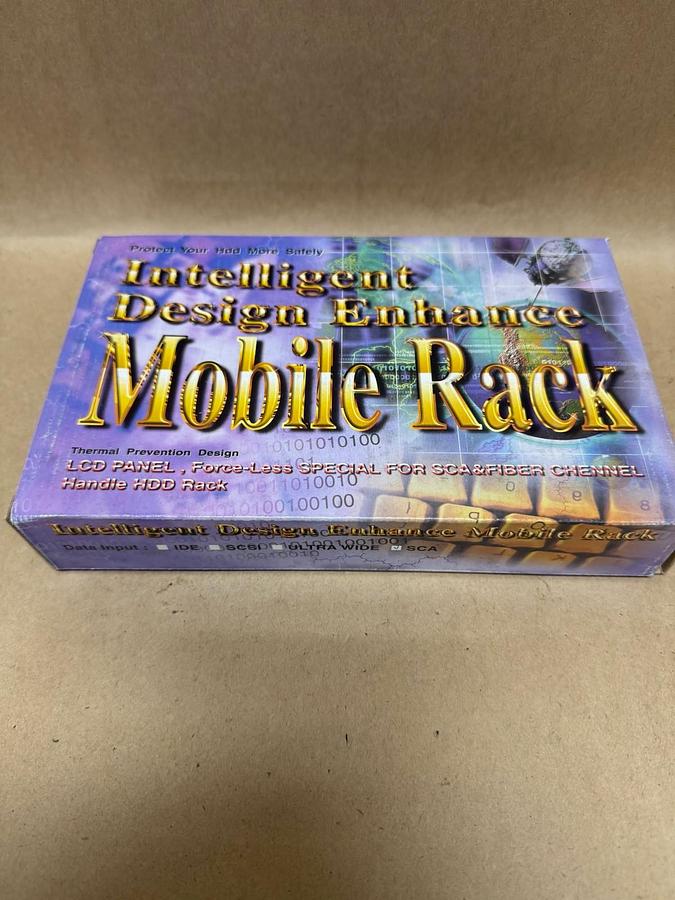 Protect Your Hdd More Safely
Intelligent
Design Enhance
Mobile Rack
Thermal Prevention Design
LCD PANEL , Force-Less SPECIAL FOR SCA&FIBER CHENNEL
Handle HDD Rack
Intelligent Design Enhance Mobile Rack
Data Input : IDE SCSI ULTRA WIDE SCA